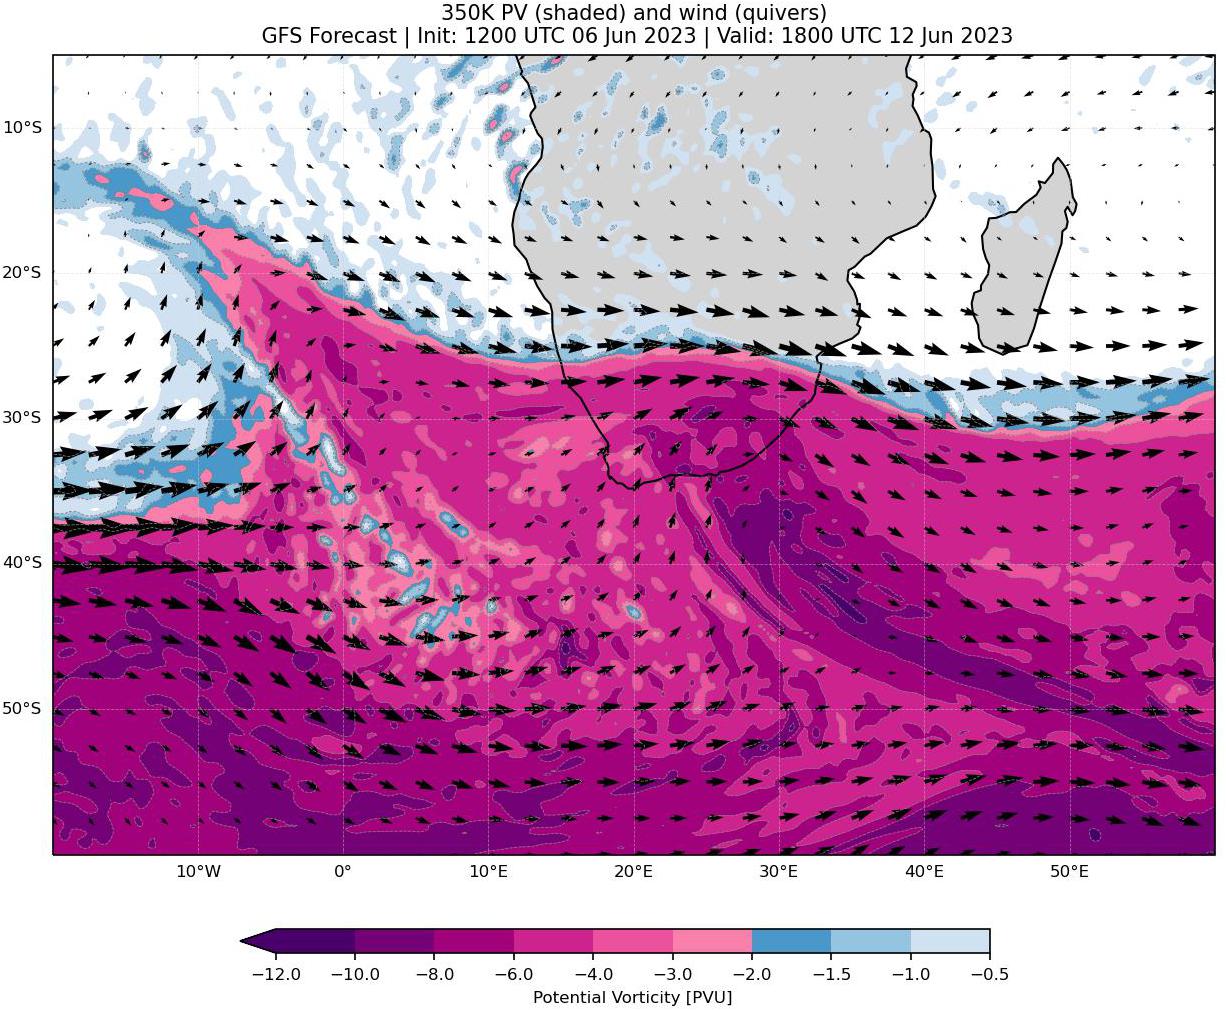 350K PV (shaded) and wind (quivers)
GFS Forecast | Init: 1200 UTC 06 Jun 2023 | Valid: 1800 UTC 12 Jun 2023
10°S
20°S
30°S
40°S
50°S
10°W 0° 10°E 20°E 30°E 40°E 50°E
−12.0 −10.0 −8.0 −6.0 −4.0 −3.0 −2.0 −1.5 −1.0 −0.5
Potential Vorticity [PVU]